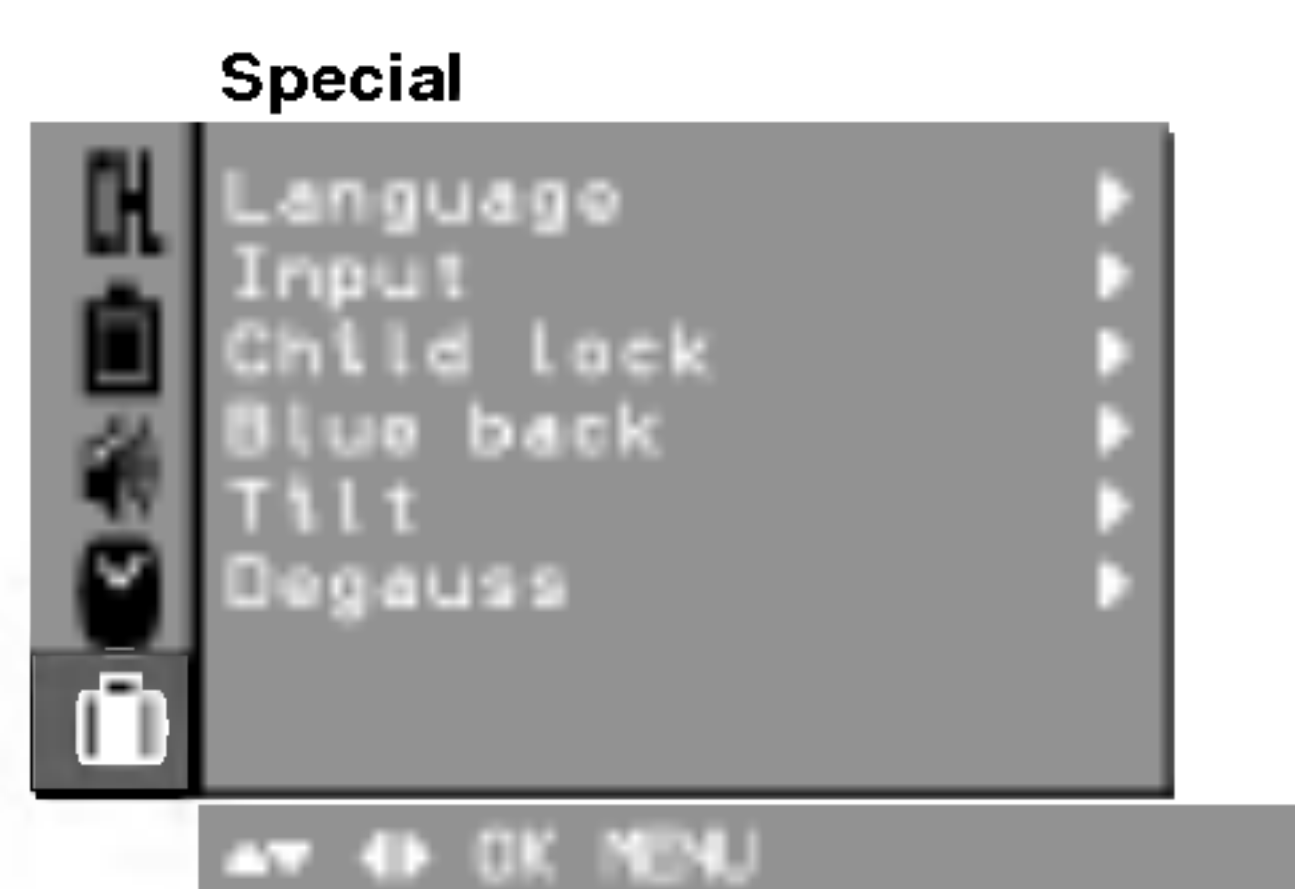 Special
Language
Input
Child lock
Blue back
Tilt
Degauss
▲▼ ◀▶ OK MENU